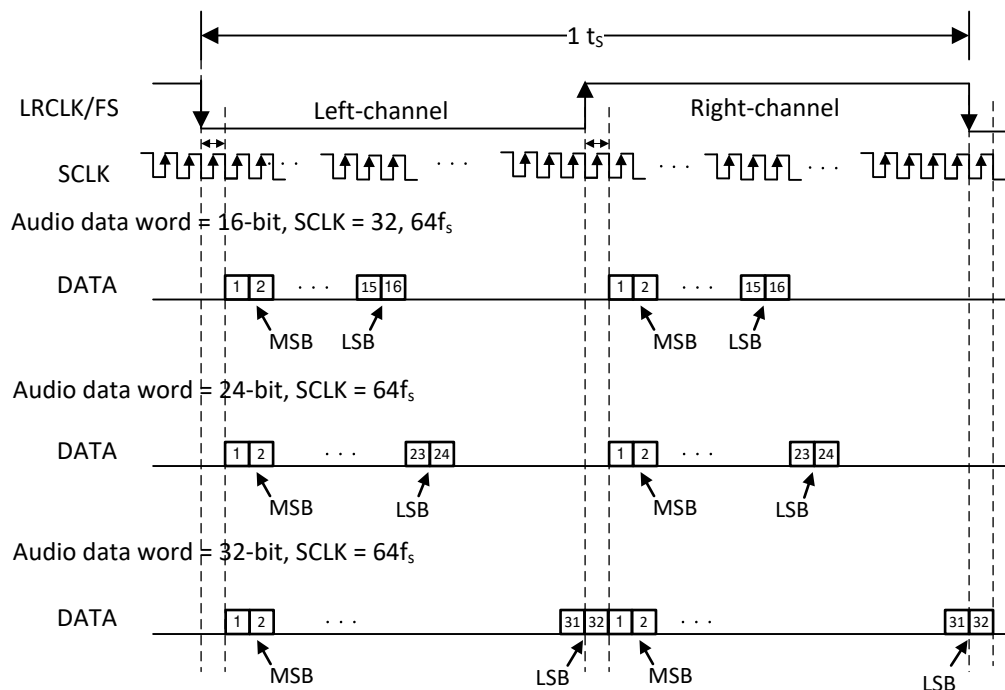 1 tS
LRCLK/FS Left-channel Right-channel
SCLK · · · · · · · · · · · ·
Audio data word = 16-bit, SCLK = 32, 64fs
DATA 1 2 · · · 15 16 1 2 · · · 15 16
MSB LSB MSB LSB
Audio data word = 24-bit, SCLK = 64fs
DATA 1 2 · · · 23 24 1 2 · · · 23 24
MSB LSB MSB LSB
Audio data word = 32-bit, SCLK = 64fs
DATA 1 2 · · · 31 32 1 2 · · · 31 32
MSB LSB MSB LSB